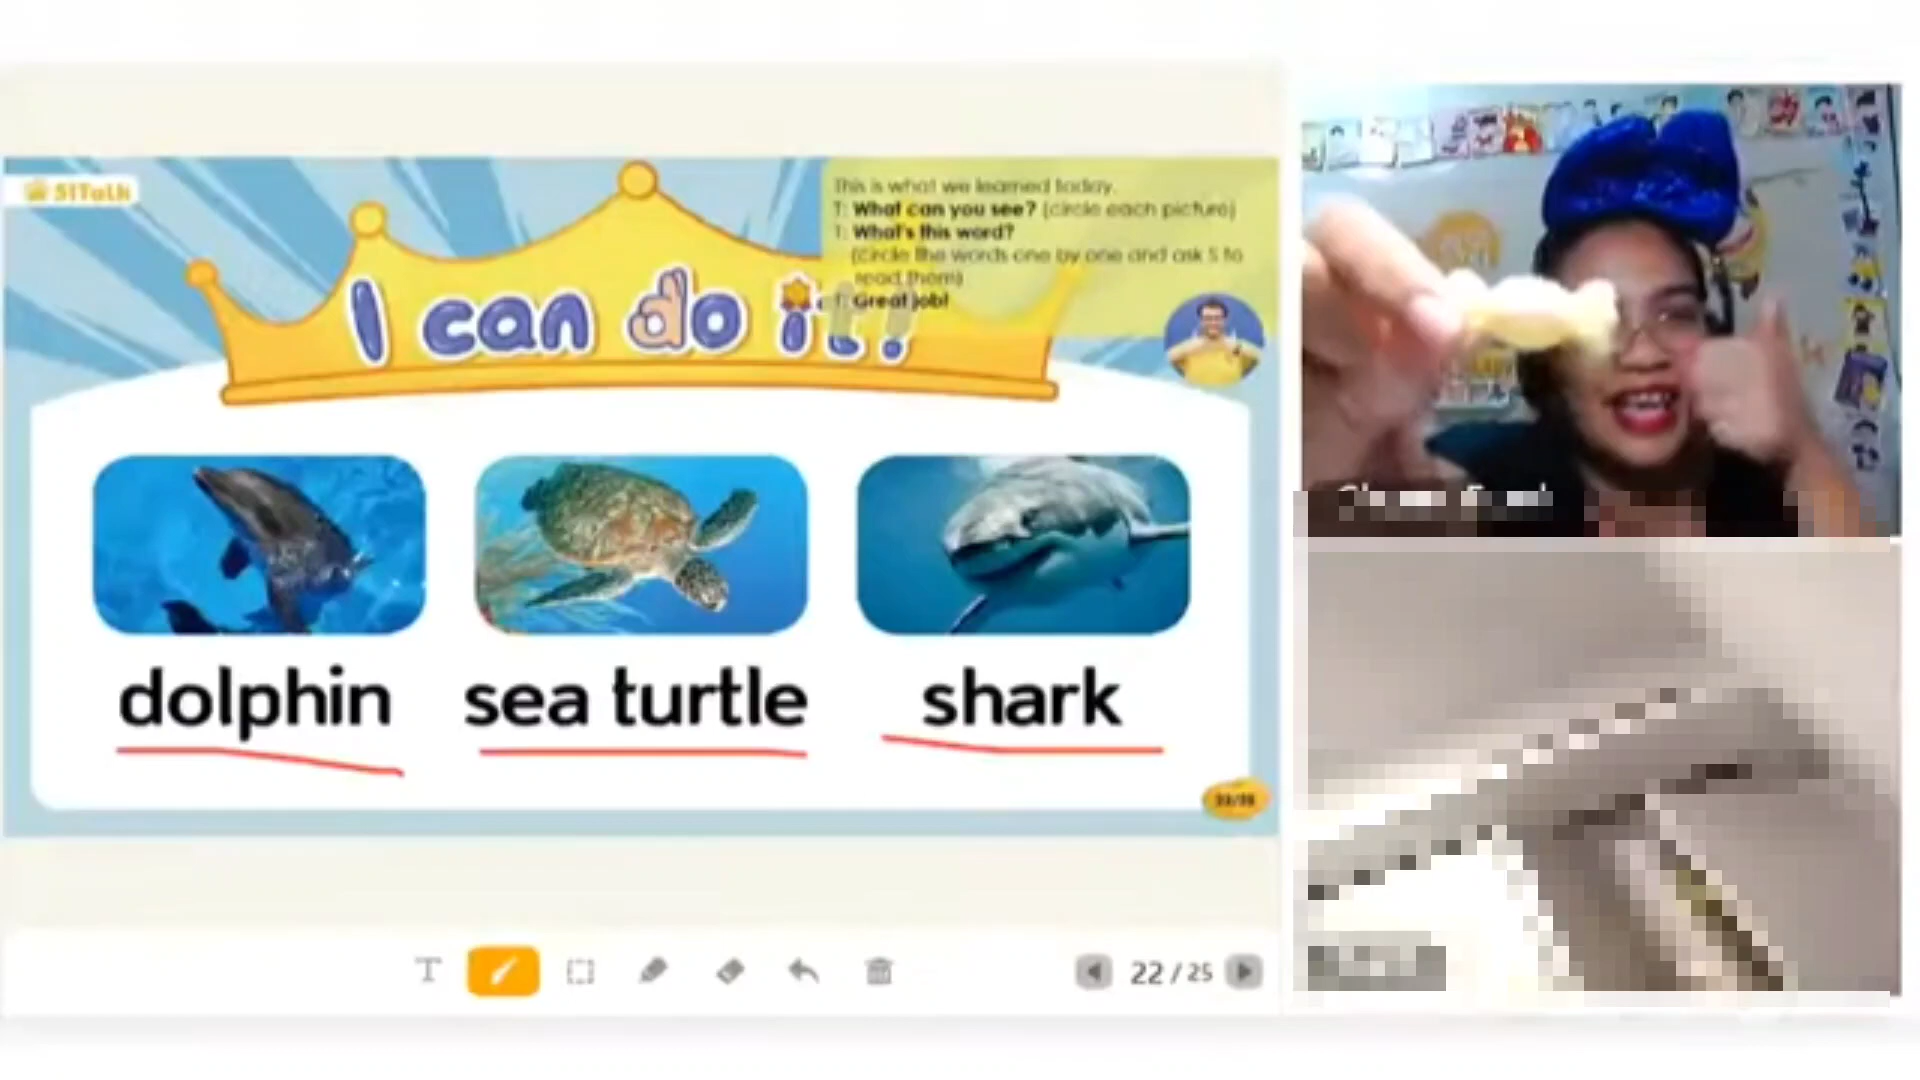 51Talk
This is what we learned today.
T: What can you see? (circle each picture)
T: What's this word?
(circle the words one by one and ask S to
read them)
T: Great job!
I can do it!
dolphin sea turtle shark
T
22 / 25